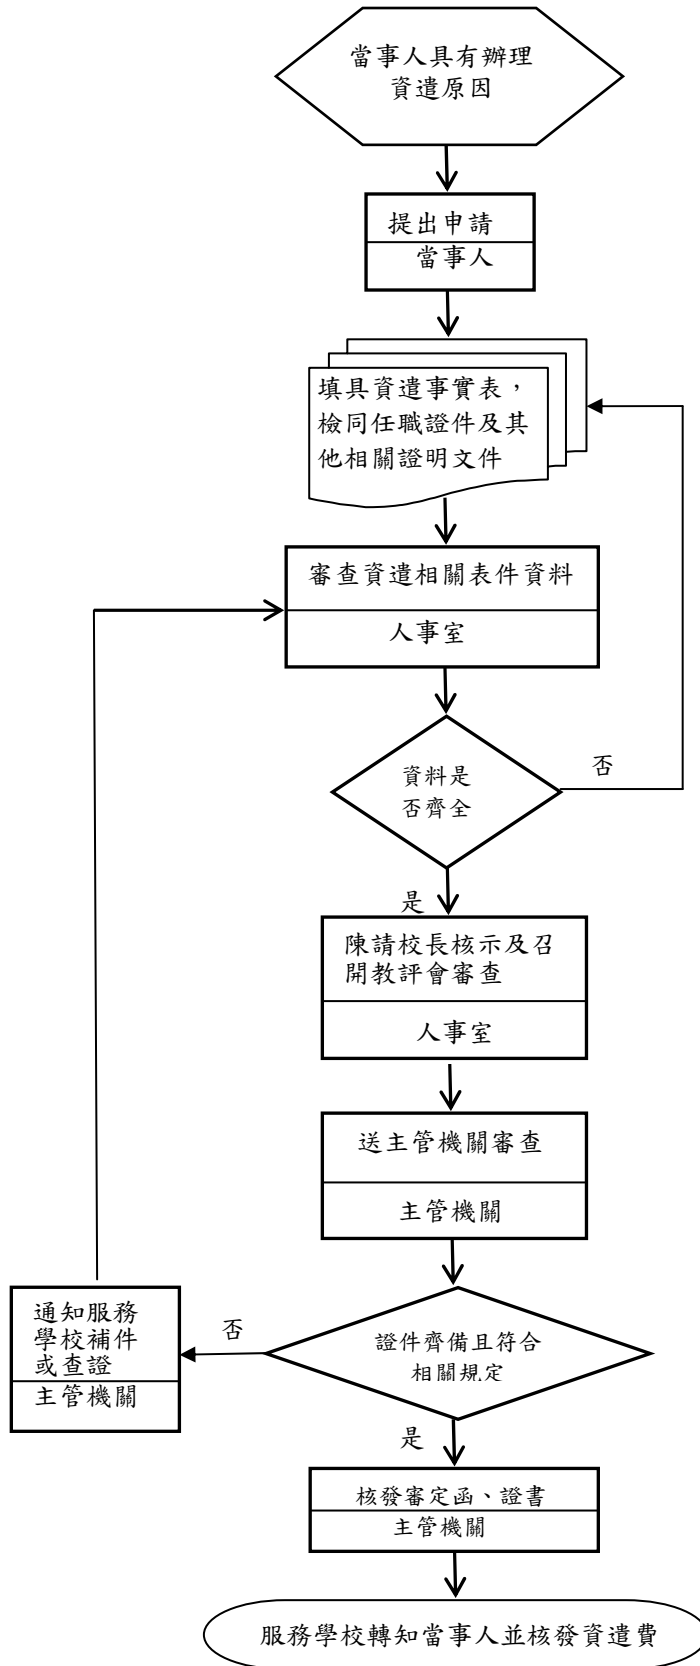 當事人具有辦理
資遣原因
提出申請
當事人
填具資遣事實表，
檢同任職證件及其
他相關證明文件
審查資遣相關表件資料
人事室
資料是
否齊全
否
是
陳請校長核示及召
開教評會審查
人事室
送主管機關審查
主管機關
證件齊備且符合
相關規定
否
通知服務
學校補件
或查證
主管機關
是
核發審定函、證書
主管機關
服務學校轉知當事人並核發資遣費